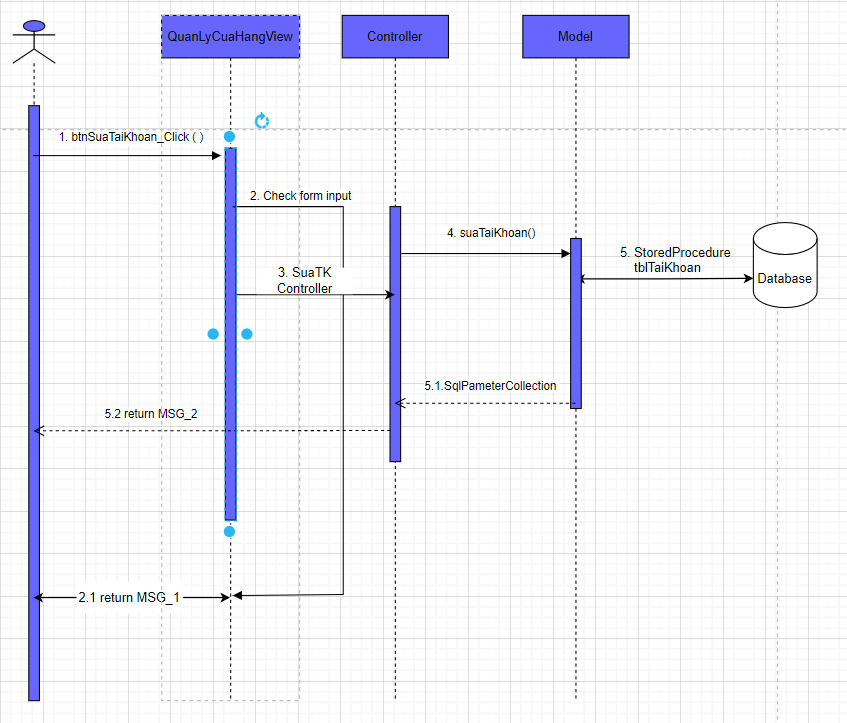 QuanLyCuaHangView
Controller
Model
1. btnSuaTaiKhoan_Click ( )
2. Check form input
4. suaTaiKhoan()
5. StoredProcedure
tblTaiKhoan
Database
3. SuaTK
Controller
5.1.SqlPameterCollection
5.2 return MSG_2
2.1 return MSG_1